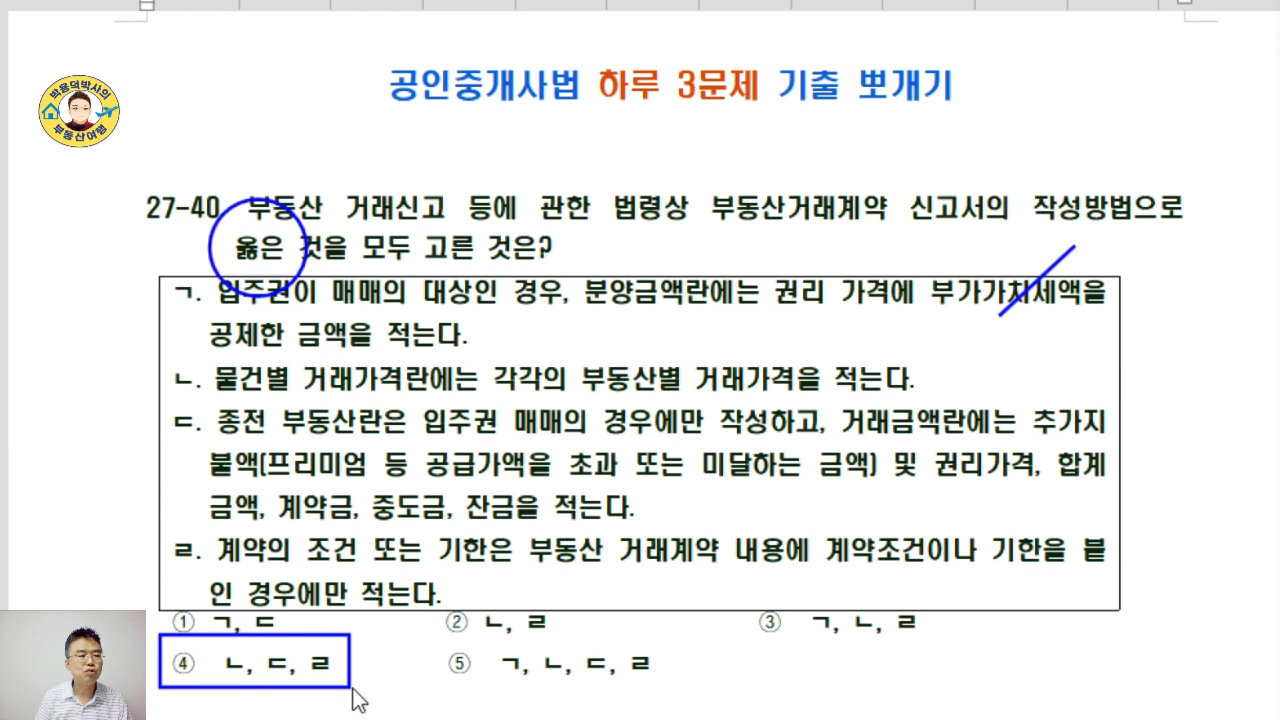 공인중개사법 하루 3문제 기출 뽀개기
박용덕박사의
부동산여행
27-40. 부동산 거래신고 등에 관한 법령상 부동산거래계약 신고서의 작성방법으로
옳은 것을 모두 고른 것은?
ㄱ. 입주권이 매매의 대상인 경우, 분양금액란에는 권리 가격에 부가가치세액을
공제한 금액을 적는다.
ㄴ. 물건별 거래가격란에는 각각의 부동산별 거래가격을 적는다.
ㄷ. 종전 부동산란은 입주권 매매의 경우에만 작성하고, 거래금액란에는 추가지
불액(프리미엄 등 공급가액을 초과 또는 미달하는 금액) 및 권리가격, 합계
금액, 계약금, 중도금, 잔금을 적는다.
ㄹ. 계약의 조건 또는 기한은 부동산 거래계약 내용에 계약조건이나 기한을 붙
인 경우에만 적는다.
① ㄱ, ㄷ ② ㄴ, ㄹ ③ ㄱ, ㄴ, ㄹ
④ ㄴ, ㄷ, ㄹ ⑤ ㄱ, ㄴ, ㄷ, ㄹ